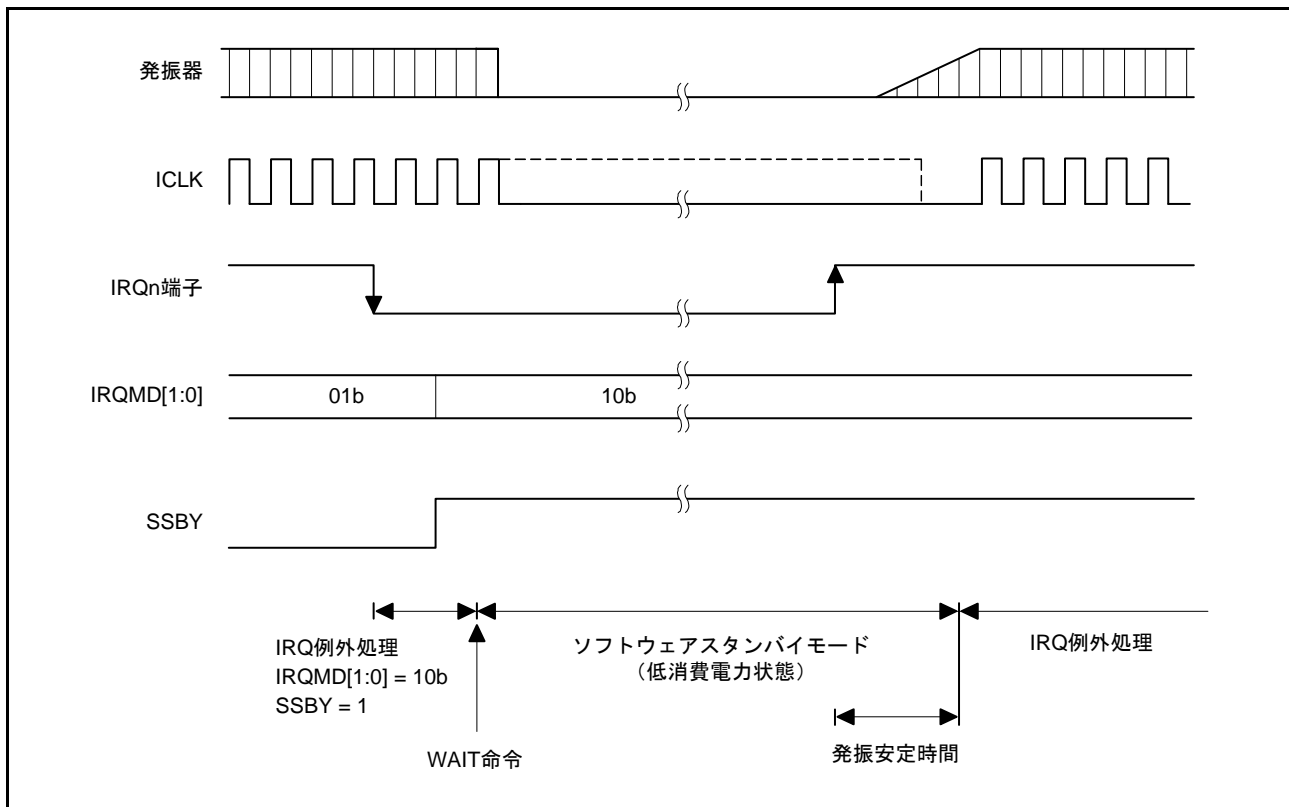 発振器
ICLK
IRQn端子
IRQMD[1:0]
01b
10b
SSBY
IRQ例外処理
IRQMD[1:0] = 10b
SSBY = 1
ソフトウェアスタンバイモード
（低消費電力状態）
IRQ例外処理
WAIT命令
発振安定時間